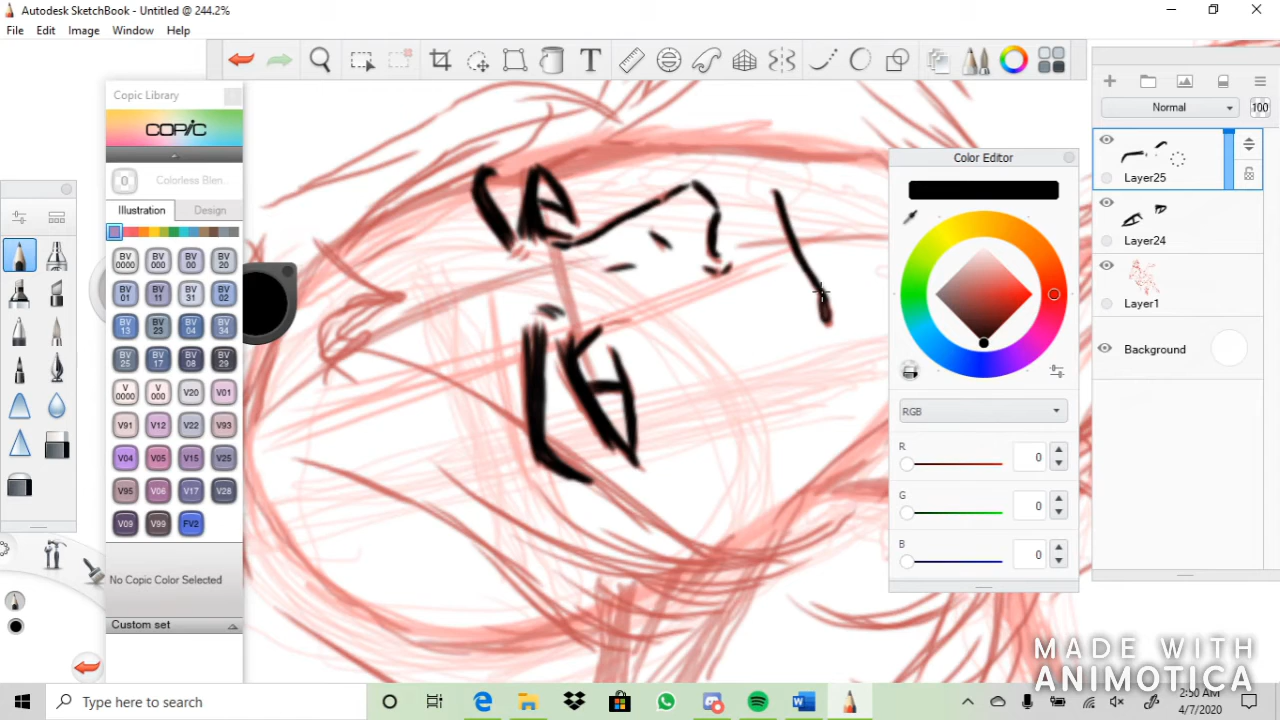 Autodesk SketchBook - Untitled @ 244.2%
File Edit Image Window Help
T
Copic Library
COPIC
0 Colorless Blen...
Illustration Design
BV 0000 BV 000 BV 00 BV 20
BV 01 BV 11 BV 31 BV 02
BV 13 BV 23 BV 04 BV 34
BV 25 BV 17 BV 08 BV 29
V 0000 V 000 V20 V01
V91 V12 V22 V93
V04 V05 V15 V25
V95 V06 V17 V28
V09 V99 FV2
No Copic Color Selected
Custom set
Color Editor
RGB
R 0
G 0
B 0
Normal 100
Layer25
Layer24
Layer1
Background
MADE WITH
ANIMOTICA
Type here to search
2:50 AM
4/7/2020